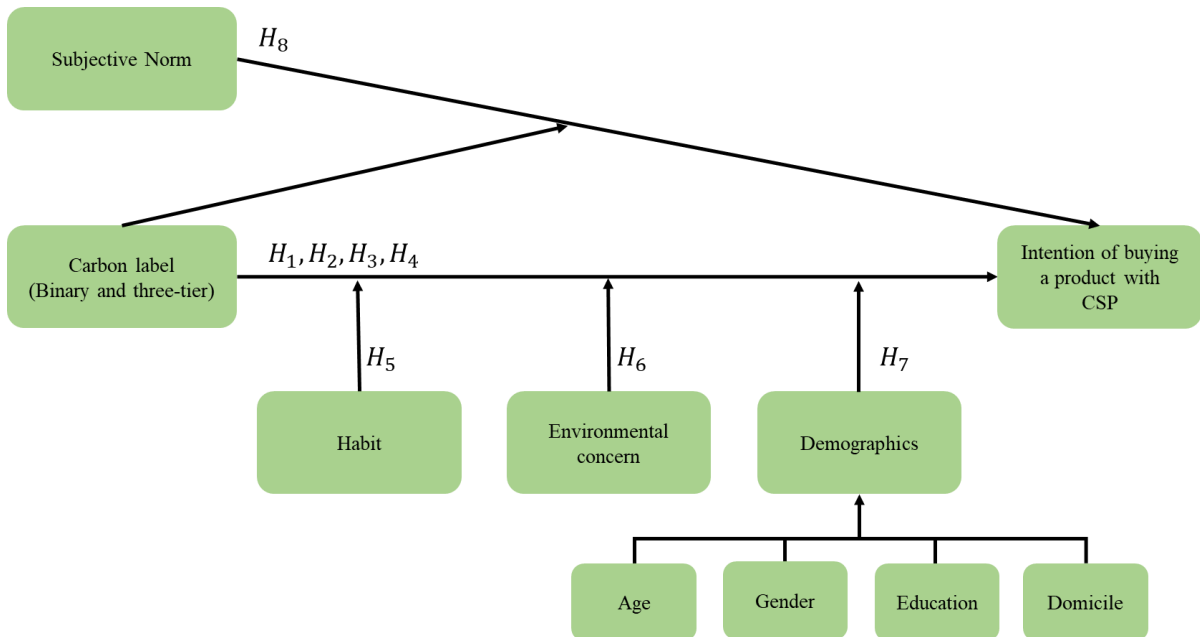 Subjective Norm
H₈
Carbon label
(Binary and three-tier)
H₁, H₂, H₃, H₄
Intention of buying
a product with
CSP
H₅
H₆
H₇
Habit
Environmental
concern
Demographics
Age
Gender
Education
Domicile